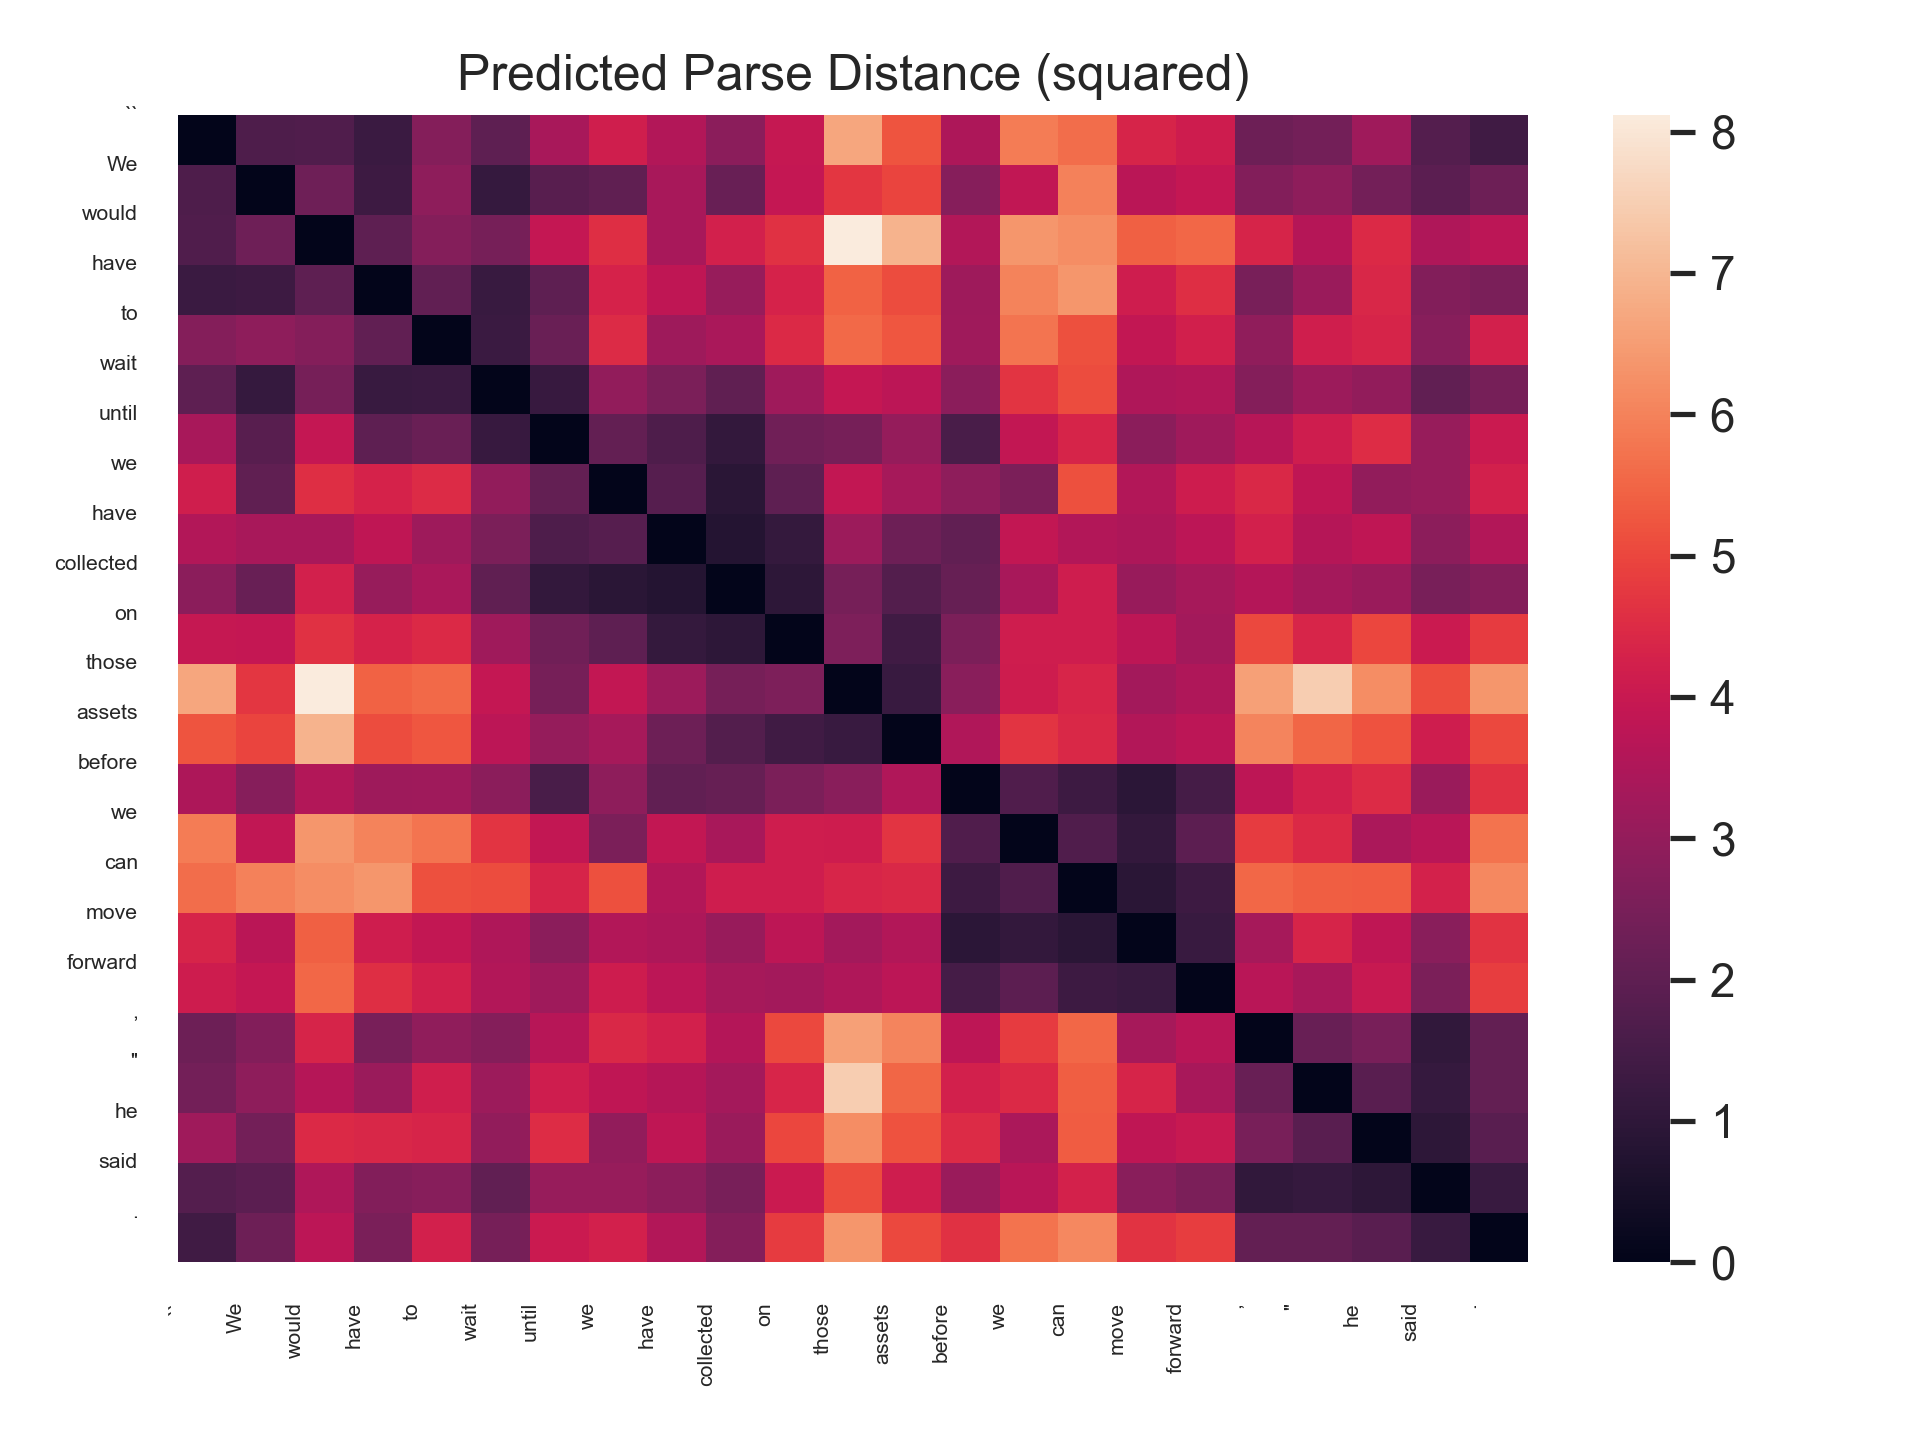 Predicted Parse Distance (squared)
``
We
would
have
to
wait
until
we
have
collected
on
those
assets
before
we
can
move
forward
,
''
he
said
.
8
7
6
5
4
3
2
1
0
`` We would have to wait until we have collected on those assets before we can move forward , '' he said .